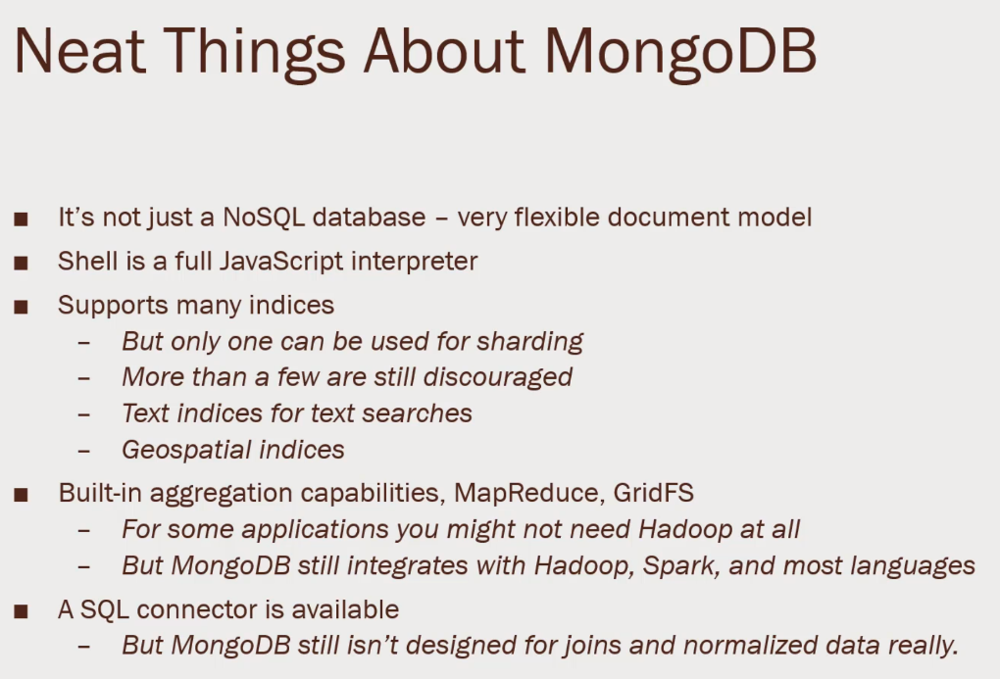 Neat Things About MongoDB
■ It’s not just a NoSQL database – very flexible document model
■ Shell is a full JavaScript interpreter
■ Supports many indices
– But only one can be used for sharding
– More than a few are still discouraged
– Text indices for text searches
– Geospatial indices
■ Built-in aggregation capabilities, MapReduce, GridFS
– For some applications you might not need Hadoop at all
– But MongoDB still integrates with Hadoop, Spark, and most languages
■ A SQL connector is available
– But MongoDB still isn’t designed for joins and normalized data really.